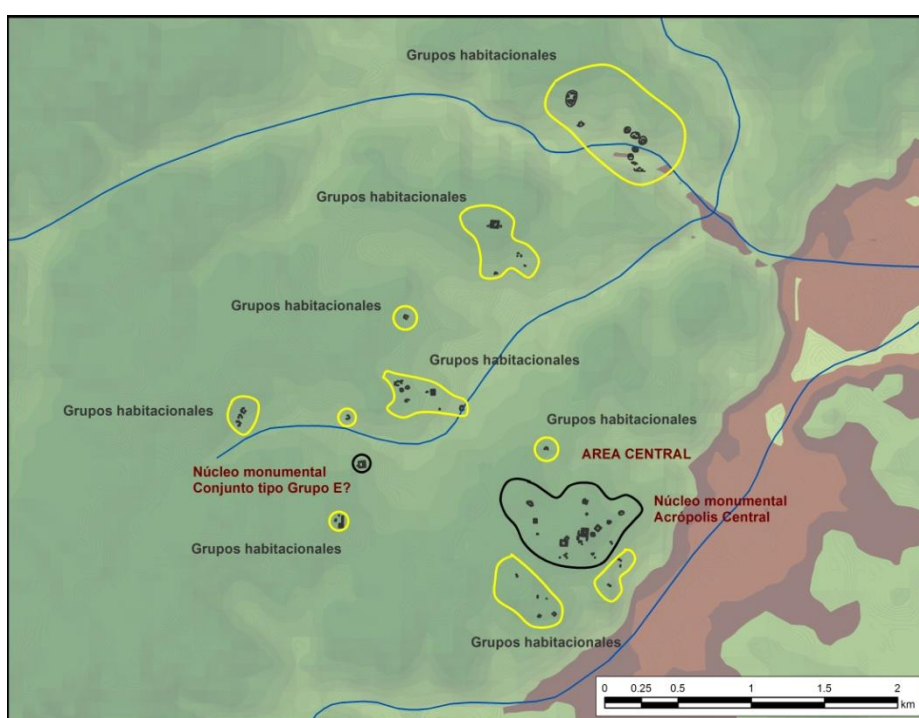 Grupos habitacionales
Grupos habitacionales
Grupos habitacionales
Grupos habitacionales
Grupos habitacionales
Grupos habitacionales
AREA CENTRAL
Núcleo monumental
Conjunto tipo Grupo E?
Núcleo monumental
Acrópolis Central
Grupos habitacionales
Grupos habitacionales
0 0.25 0.5 1 1.5 2
km